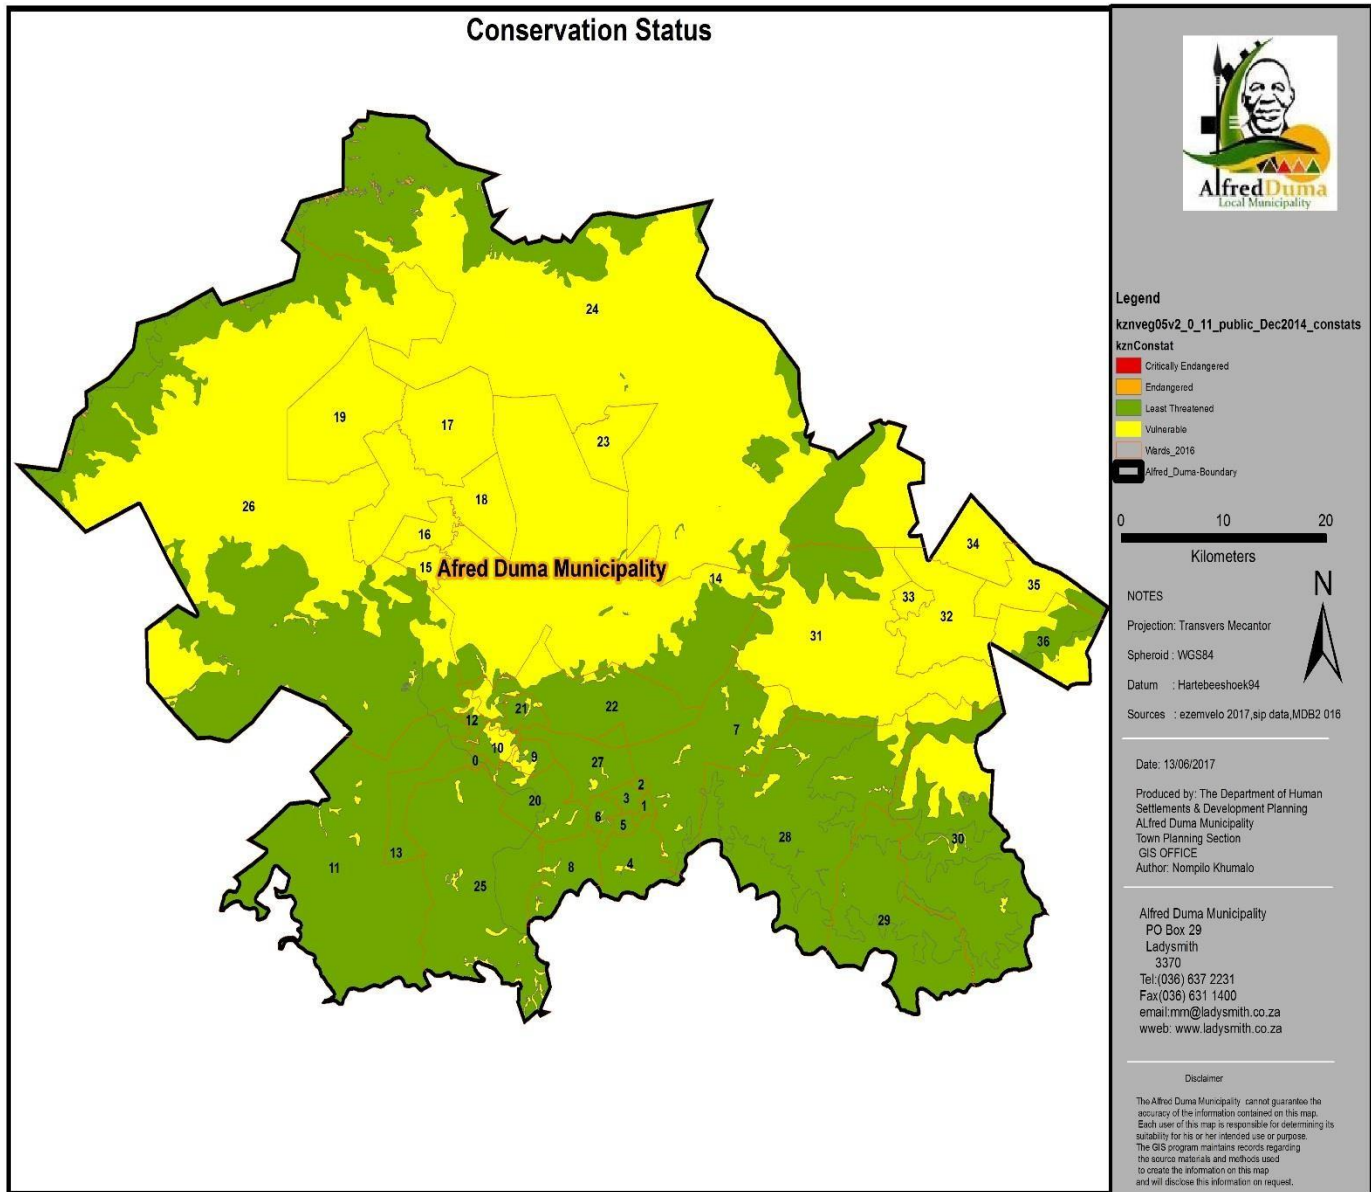 Conservation Status
AlfredDuma
Local Municipality
24
19
17
23
18
26
16
34
Afred Duma Municipality
15
14
35
33
32
31
36
21
22
12
7
10
9
0
27
2
20
3
1
6
5
28
30
13
8
4
11
25
29
Legend
kznveg05v2_0_11_public_Dec2014_constats
kznConstat
Critically Endangered
Endangered
Least Threatened
Vulnerable
Wards_2016
Alfred_Duma-Boundary
0 10 20
Kilometers
N
NOTES
Projection: Transvers Mecantor
Spheroid : WGS84
Datum : Hartebeeshoek94
Sources : ezemvelo 2017,sip data,MDB2 016
Date: 13/06/2017
Produced by: The Department of Human
Settlements & Development Planning
ALfred Duma Municipality
Town Planning Section
GIS OFFICE
Author: Nompilo Khumalo
Alfred Duma Municipality
PO Box 29
Ladysmith
3370
Tel:(036) 637 2231
Fax(036) 631 1400
email:mm@ladysmith.co.za
wweb: www.ladysmith.co.za
Disclaimer
The Alfred Duma Municipality cannot guarantee the
accuracy of the information contained on this map.
Each user of this map is responsible for determining its
suitability for his or her intended use or purpose.
The GIS program maintains records regarding
the source materials and methods used
to create the information on this map
and will disclose this information on request.